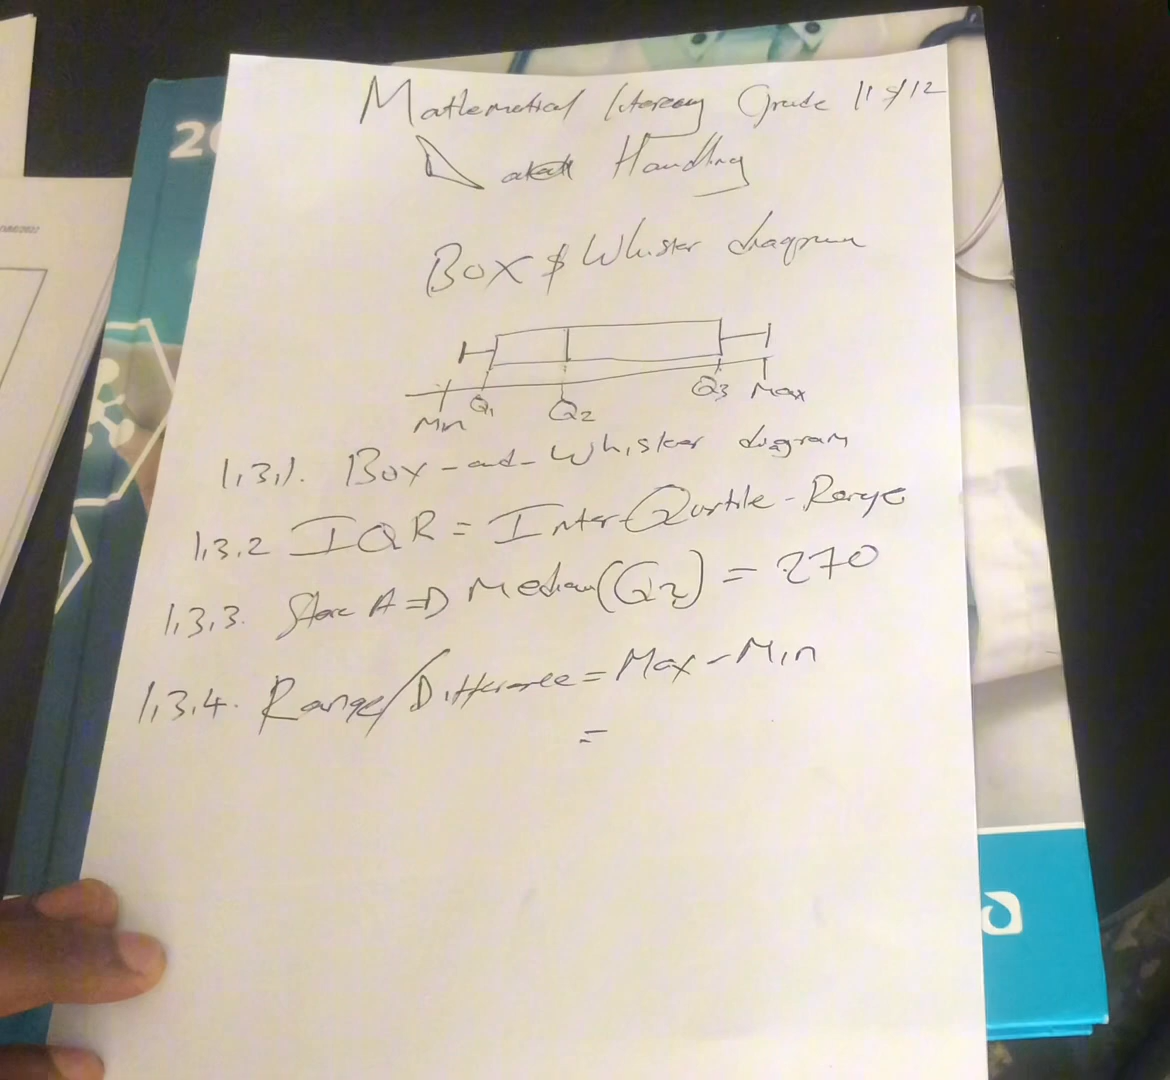 Mathematical literacy Grade 11 & 12
Data Handling
Box & Whisker diagram
Min Q1 Q2 Q3 Max
1.3.1. Box-and-Whisker diagram
1.3.2 IQR = Inter-Quartile-Range
1.3.3. Store A => Median (Q2) = 270
1.3.4. Range/Difference = Max - Min
=
20
a